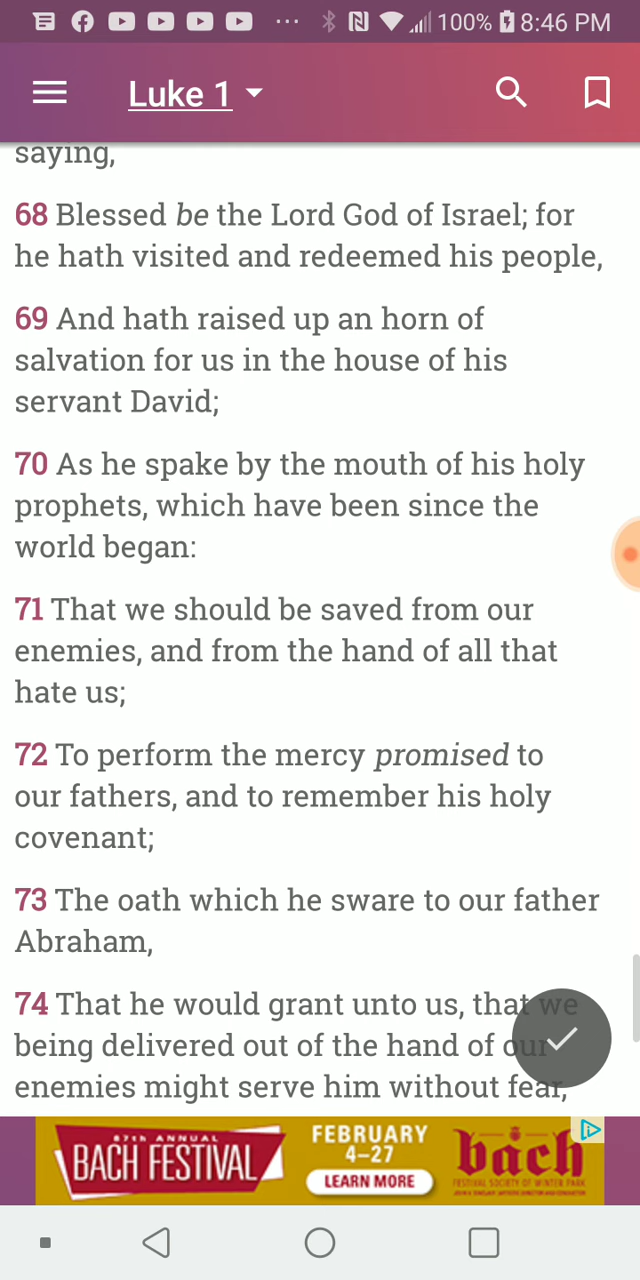 100% 8:46 PM
Luke 1
saying,
68 Blessed be the Lord God of Israel; for
he hath visited and redeemed his people,
69 And hath raised up an horn of
salvation for us in the house of his
servant David;
70 As he spake by the mouth of his holy
prophets, which have been since the
world began:
71 That we should be saved from our
enemies, and from the hand of all that
hate us;
72 To perform the mercy promised to
our fathers, and to remember his holy
covenant;
73 The oath which he sware to our father
Abraham,
74 That he would grant unto us, that we
being delivered out of the hand of our
enemies might serve him without fear,
87TH ANNUAL
BACH FESTIVAL
FEBRUARY
4–27
LEARN MORE
bach
FESTIVAL SOCIETY OF WINTER PARK